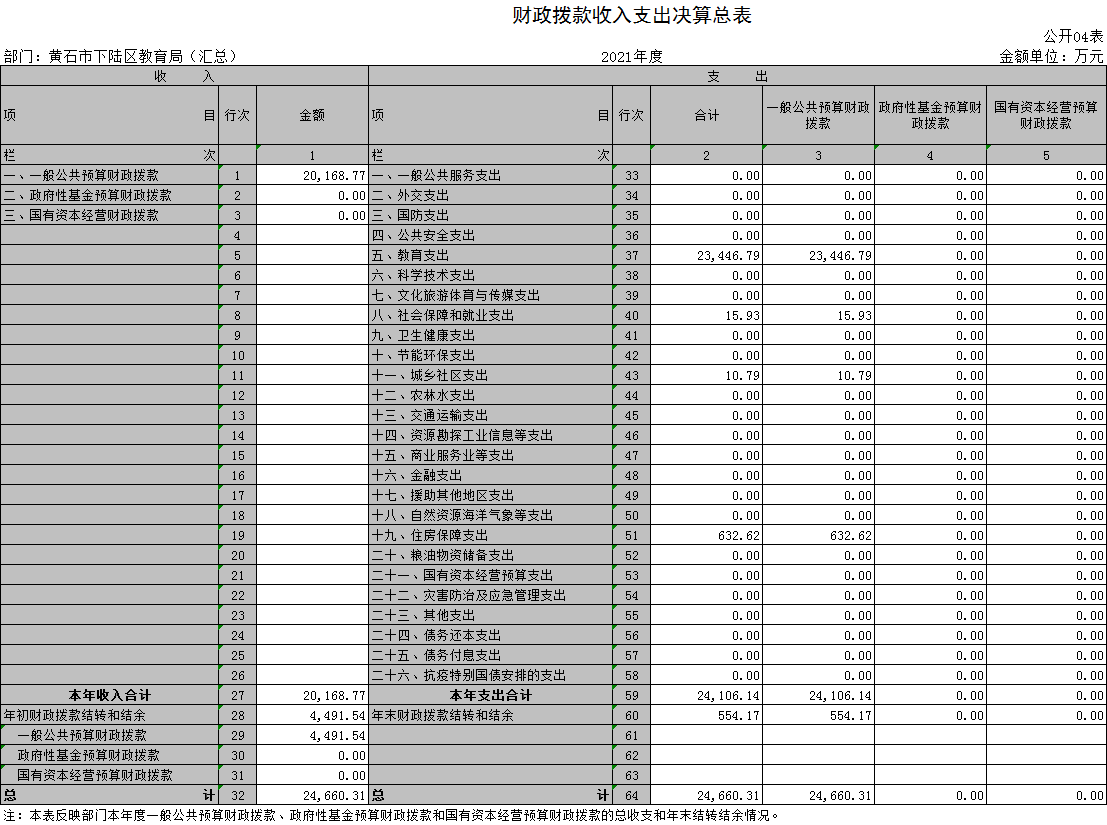 财政拨款收入支出决算总表
公开04表
部门：黄石市下陆区教育局（汇总） 2021年度 金额单位：万元
收 入 支 出
项 目 行次 金额 项 目 行次 合计 一般公共预算财政拨款 政府性基金预算财政拨款 国有资本经营预算财政拨款
栏 次 1 栏 次 2 3 4 5
一、一般公共预算财政拨款 1 20,168.77 一、一般公共服务支出 33 0.00 0.00 0.00 0.00
二、政府性基金预算财政拨款 2 0.00 二、外交支出 34 0.00 0.00 0.00 0.00
三、国有资本经营财政拨款 3 0.00 三、国防支出 35 0.00 0.00 0.00 0.00
4 四、公共安全支出 36 0.00 0.00 0.00 0.00
5 五、教育支出 37 23,446.79 23,446.79 0.00 0.00
6 六、科学技术支出 38 0.00 0.00 0.00 0.00
7 七、文化旅游体育与传媒支出 39 0.00 0.00 0.00 0.00
8 八、社会保障和就业支出 40 15.93 15.93 0.00 0.00
9 九、卫生健康支出 41 0.00 0.00 0.00 0.00
10 十、节能环保支出 42 0.00 0.00 0.00 0.00
11 十一、城乡社区支出 43 10.79 10.79 0.00 0.00
12 十二、农林水支出 44 0.00 0.00 0.00 0.00
13 十三、交通运输支出 45 0.00 0.00 0.00 0.00
14 十四、资源勘探工业信息等支出 46 0.00 0.00 0.00 0.00
15 十五、商业服务业等支出 47 0.00 0.00 0.00 0.00
16 十六、金融支出 48 0.00 0.00 0.00 0.00
17 十七、援助其他地区支出 49 0.00 0.00 0.00 0.00
18 十八、自然资源海洋气象等支出 50 0.00 0.00 0.00 0.00
19 十九、住房保障支出 51 632.62 632.62 0.00 0.00
20 二十、粮油物资储备支出 52 0.00 0.00 0.00 0.00
21 二十一、国有资本经营预算支出 53 0.00 0.00 0.00 0.00
22 二十二、灾害防治及应急管理支出 54 0.00 0.00 0.00 0.00
23 二十三、其他支出 55 0.00 0.00 0.00 0.00
24 二十四、债务还本支出 56 0.00 0.00 0.00 0.00
25 二十五、债务付息支出 57 0.00 0.00 0.00 0.00
26 二十六、抗疫特别国债安排的支出 58 0.00 0.00 0.00 0.00
本年收入合计 27 20,168.77 本年支出合计 59 24,106.14 24,106.14 0.00 0.00
年初财政拨款结转和结余 28 4,491.54 年末财政拨款结转和结余 60 554.17 554.17 0.00 0.00
一般公共预算财政拨款 29 4,491.54 61
政府性基金预算财政拨款 30 0.00 62
国有资本经营预算财政拨款 31 0.00 63
总 计 32 24,660.31 总 计 64 24,660.31 24,660.31 0.00 0.00
注：本表反映部门本年度一般公共预算财政拨款、政府性基金预算财政拨款和国有资本经营预算财政拨款的总收支和年末结转结余情况。